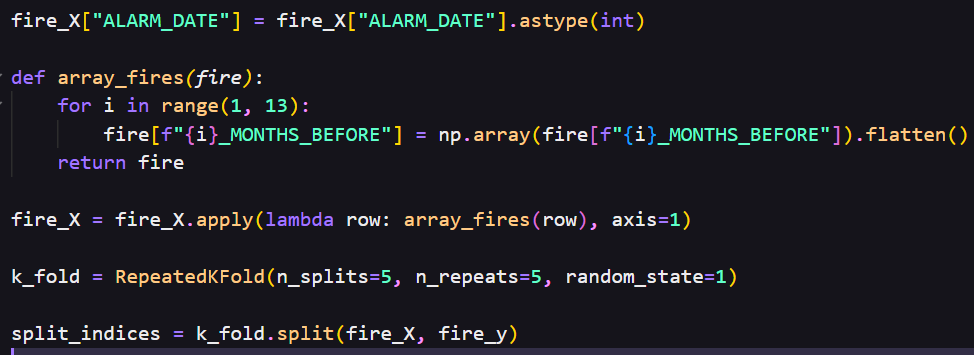 fire_X["ALARM_DATE"] = fire_X["ALARM_DATE"].astype(int)
def array_fires(fire):
    for i in range(1, 13):
        fire[f"{i}_MONTHS_BEFORE"] = np.array(fire[f"{i}_MONTHS_BEFORE"]).flatten()
    return fire
fire_X = fire_X.apply(lambda row: array_fires(row), axis=1)
k_fold = RepeatedKFold(n_splits=5, n_repeats=5, random_state=1)
split_indices = k_fold.split(fire_X, fire_y)